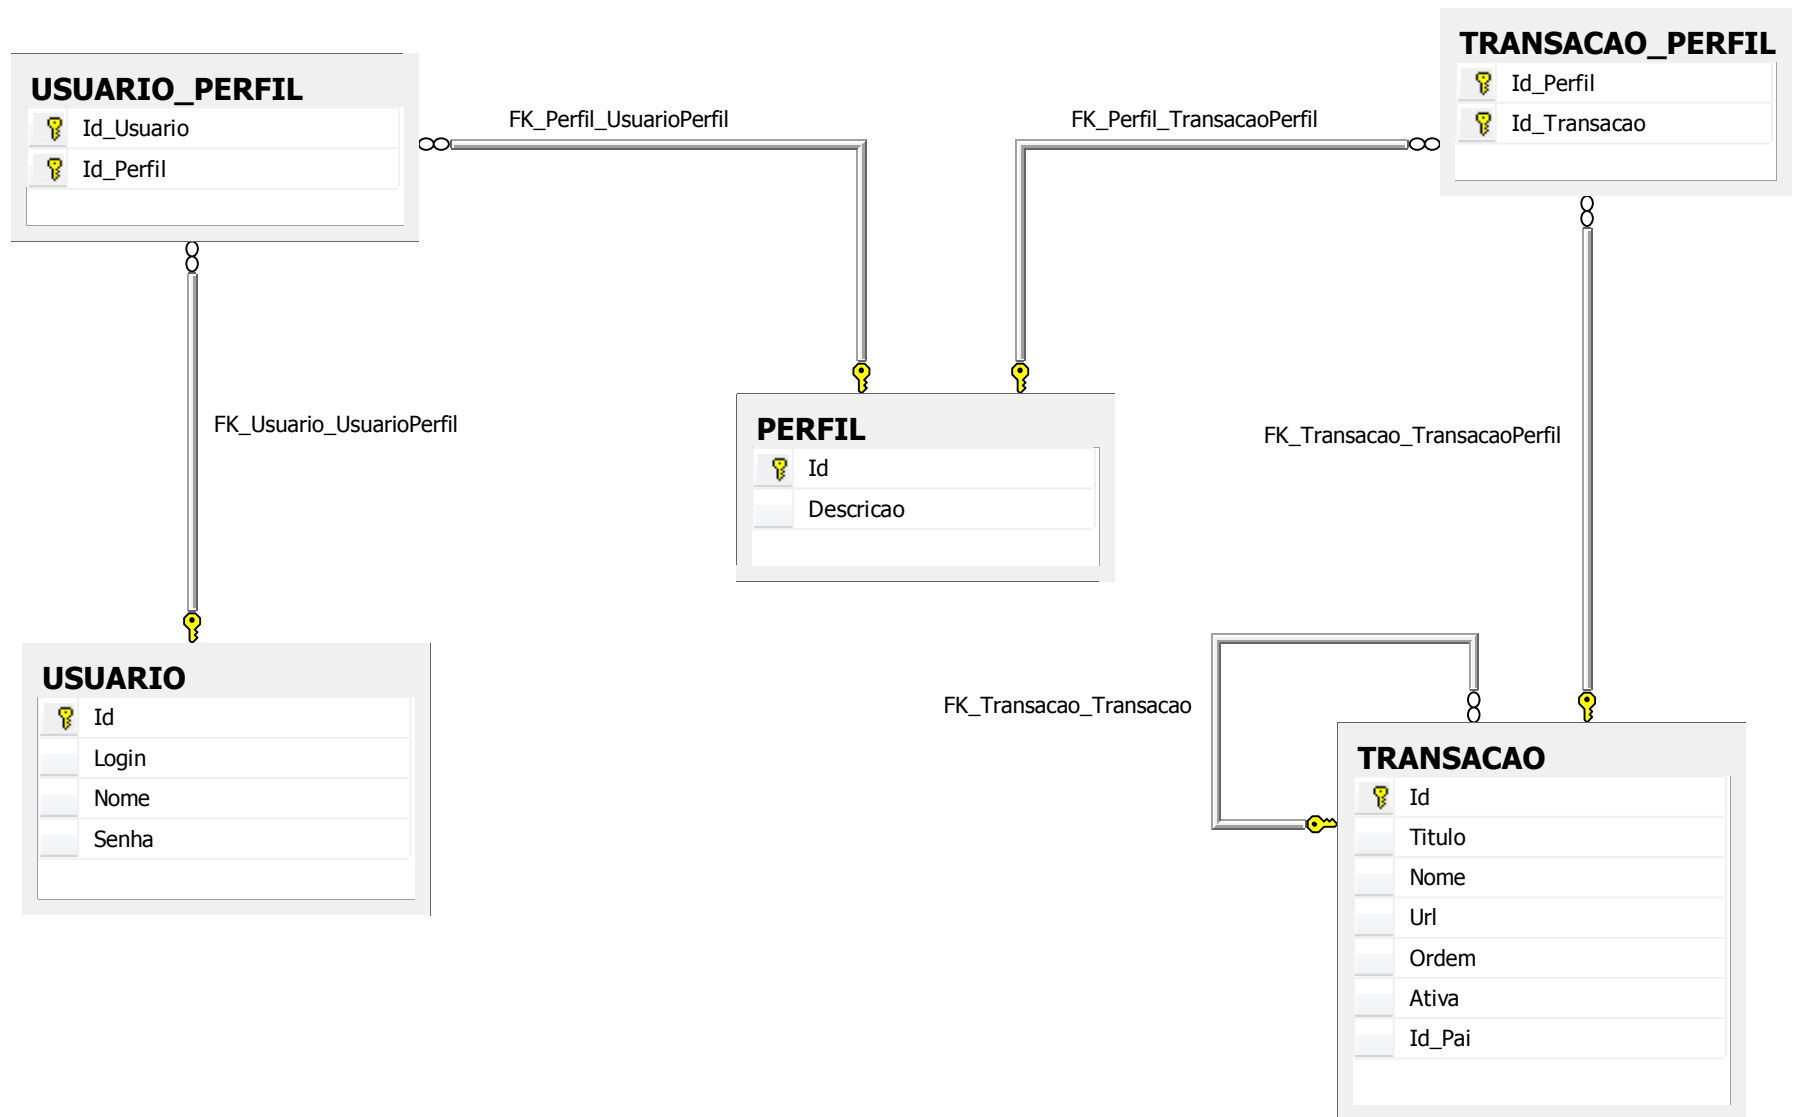 USUARIO_PERFIL
Id_Usuario
Id_Perfil
FK_Perfil_UsuarioPerfil
FK_Perfil_TransacaoPerfil
TRANSACAO_PERFIL
Id_Perfil
Id_Transacao
FK_Usuario_UsuarioPerfil
PERFIL
Id
Descricao
FK_Transacao_TransacaoPerfil
USUARIO
Id
Login
Nome
Senha
FK_Transacao_Transacao
TRANSACAO
Id
Titulo
Nome
Url
Ordem
Ativa
Id_Pai